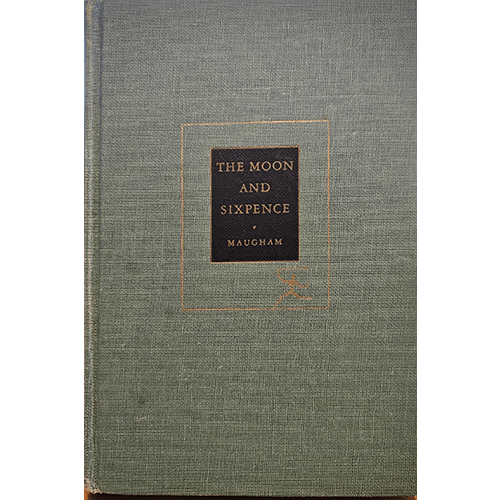 THE MOON
AND
SIXPENCE
MAUGHAM